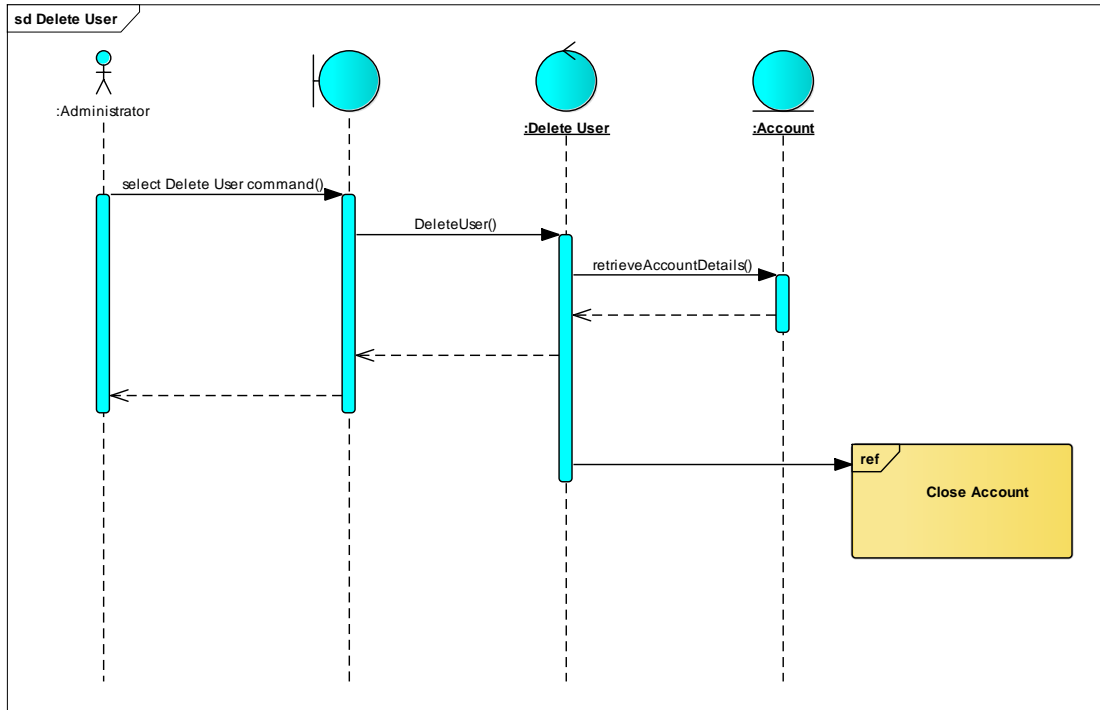 sd Delete User
:Administrator
:Delete User
:Account
select Delete User command()
DeleteUser()
retrieveAccountDetails()
ref
Close Account